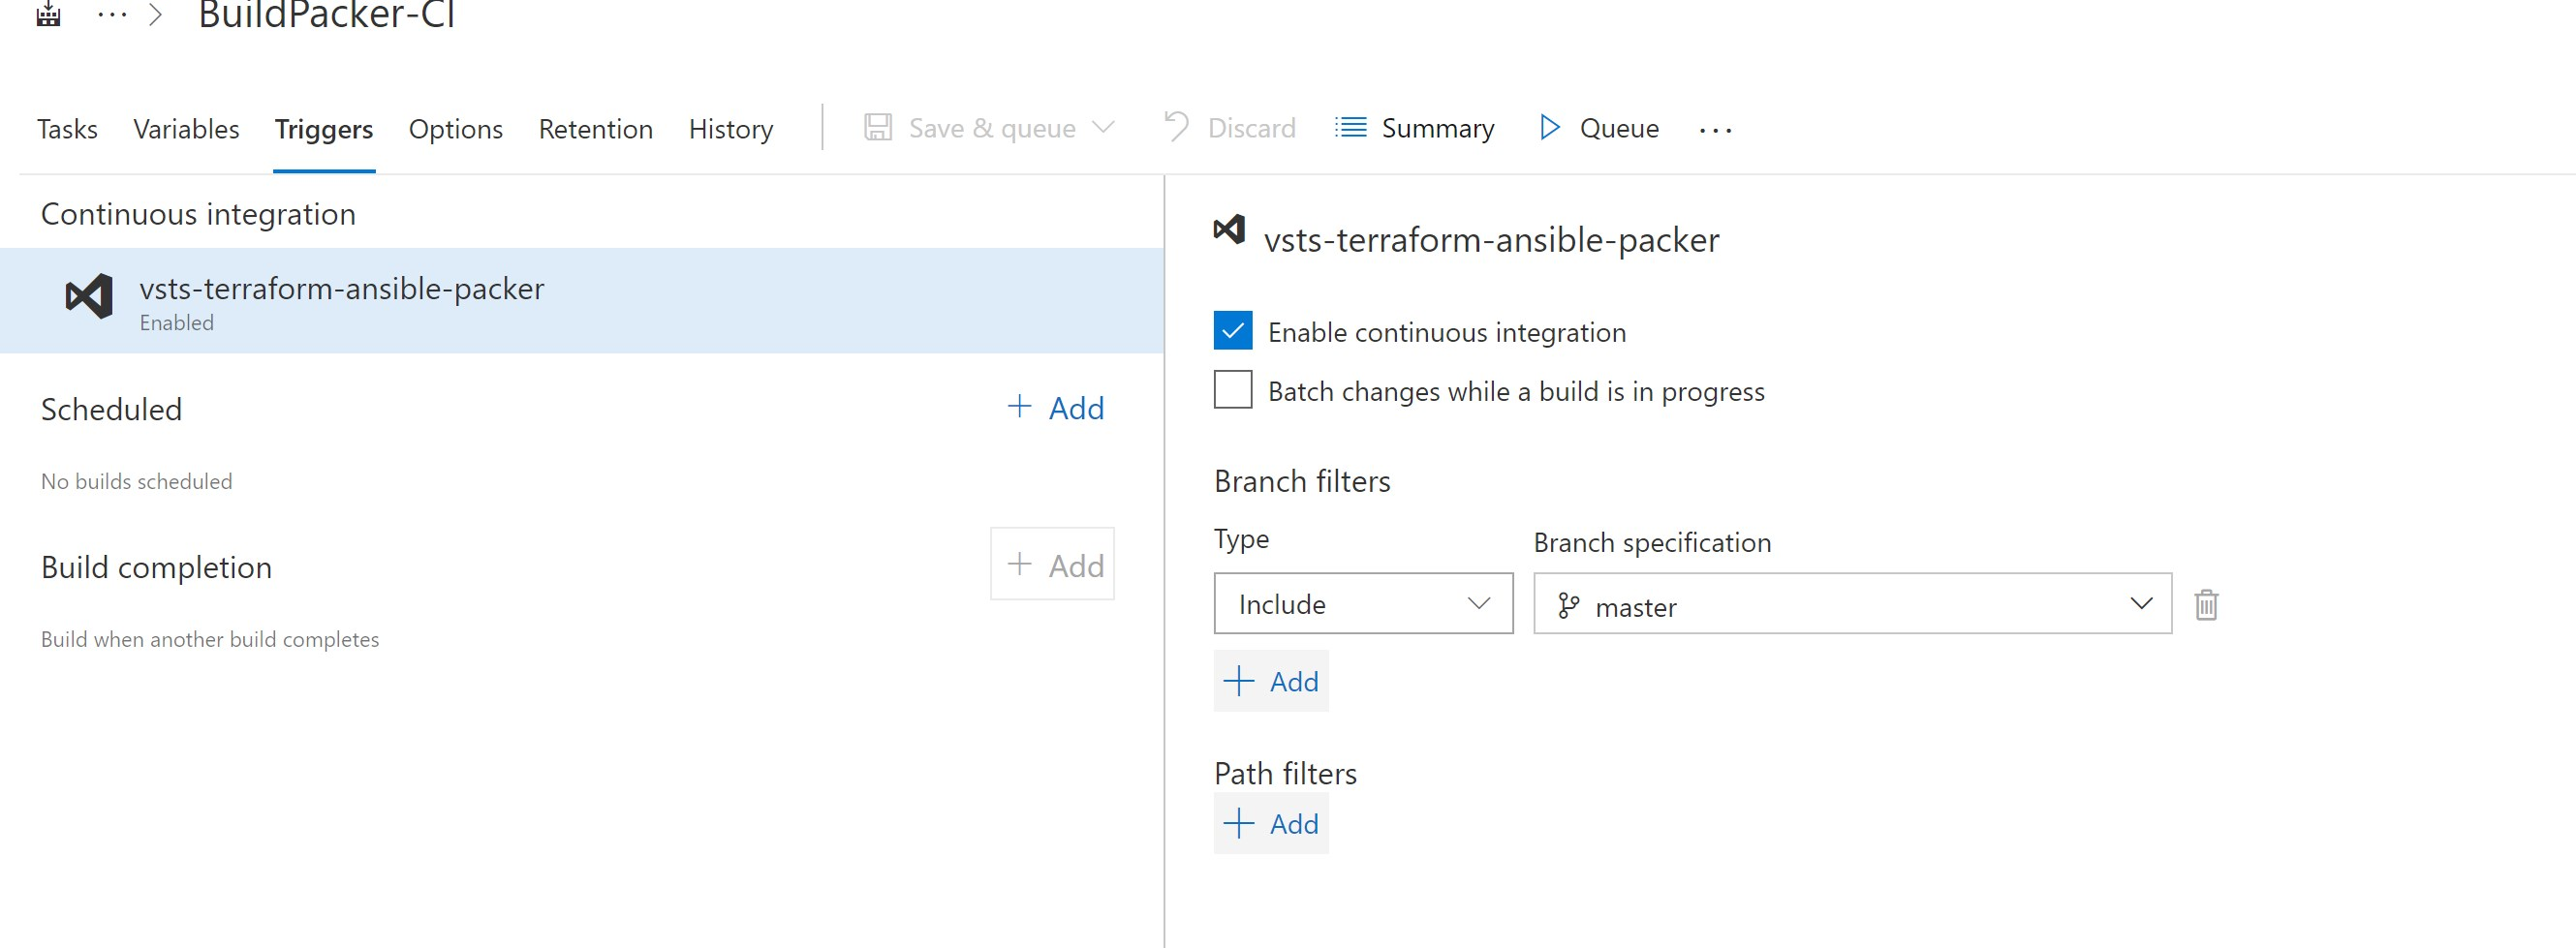 ··· > BuildPacker-CI
Tasks Variables Triggers Options Retention History Save & queue Discard Summary Queue ···
Continuous integration
vsts-terraform-ansible-packer
Enabled
Scheduled + Add
No builds scheduled
Build completion + Add
Build when another build completes
vsts-terraform-ansible-packer
Enable continuous integration
Batch changes while a build is in progress
Branch filters
Type Branch specification
Include master
+ Add
Path filters
+ Add